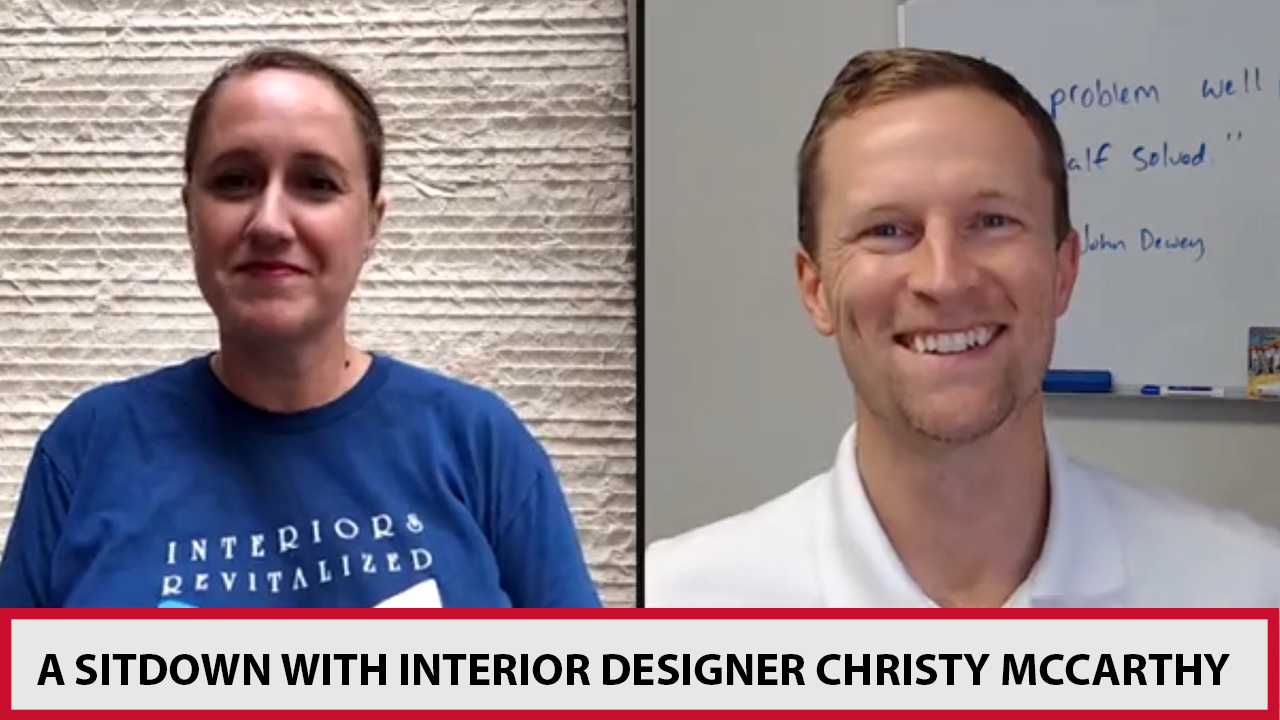 INTERIORS
REVITALIZED
problem well
alf solved."
John Dewey
A SITDOWN WITH INTERIOR DESIGNER CHRISTY MCCARTHY